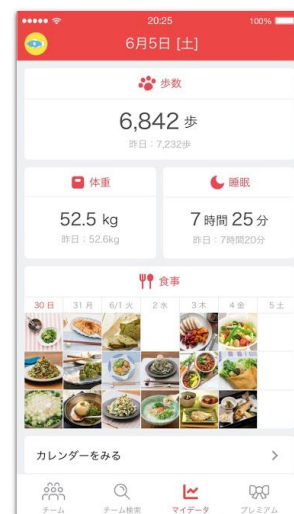 20:25 100%
6月5日 [土]
歩数
6,842 歩
昨日：7,232歩
体重 睡眠
52.5 kg 7時間25分
昨日：52.6kg 昨日：7時間20分
食事
30 日 31 月 6/1 火 2 水 3 木 4 金 5 土
カレンダーをみる
チーム チーム検索 マイデータ プレミアム